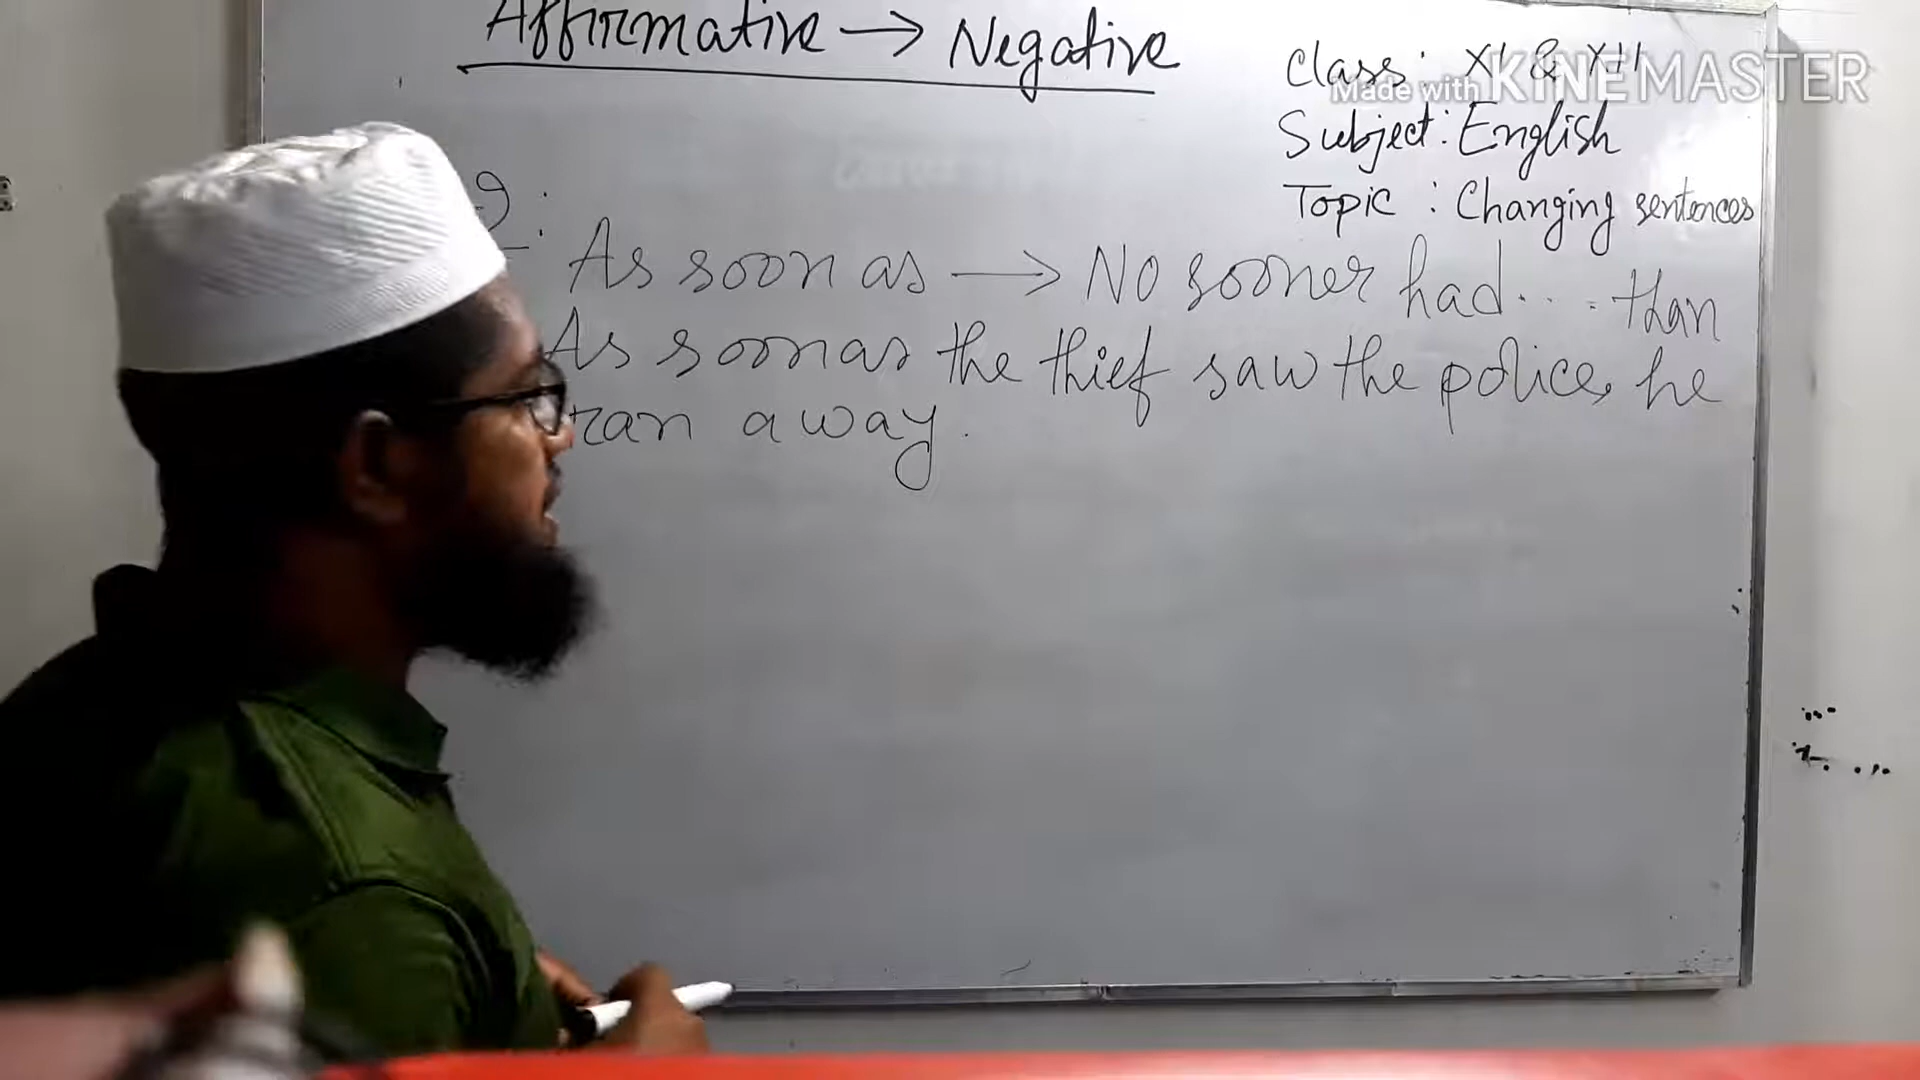 Affirmative → Negative
Class: XI & XII
Made with KINEMASTER
Subject: English
Topic : Changing sentences
9:
As soon as → No sooner had.... than
As soon as the thief saw the police, he
ran away.